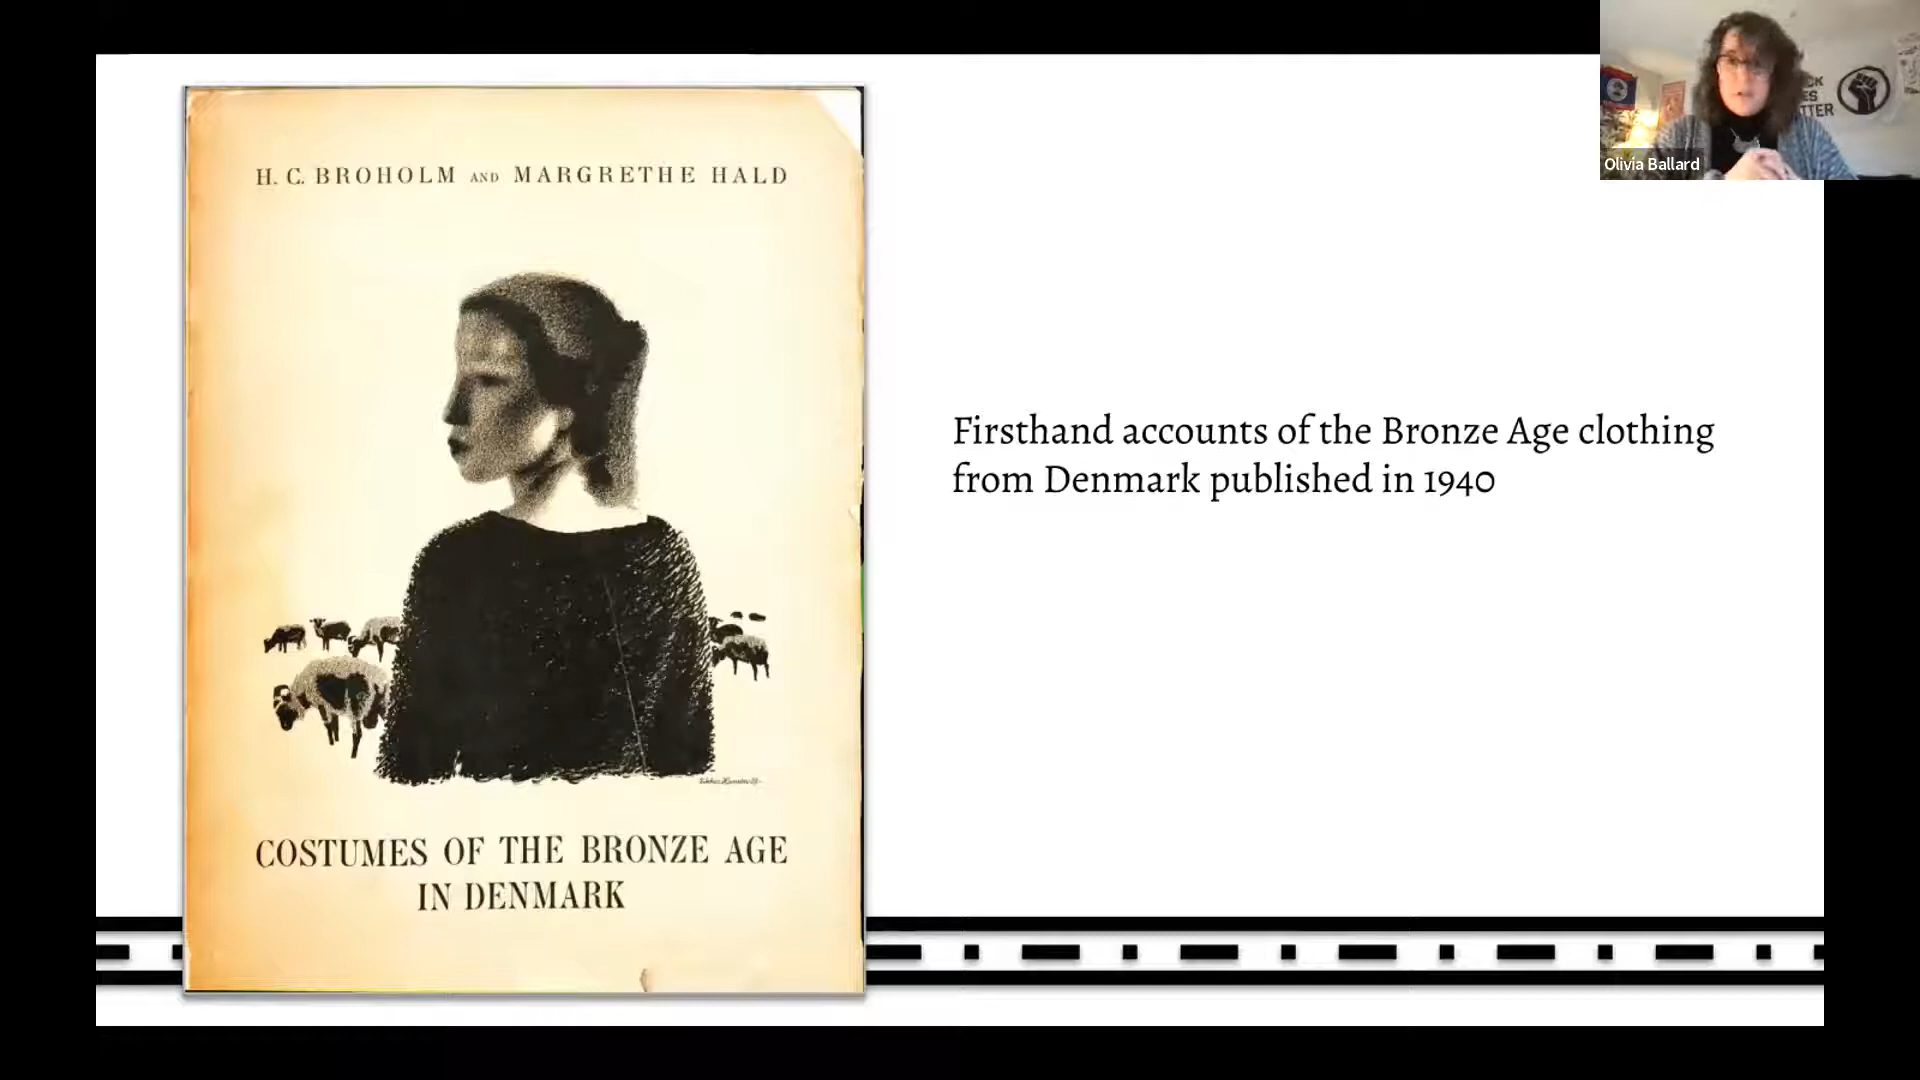 H. C. BROHOLM AND MARGRETHE HALD
COSTUMES OF THE BRONZE AGE
IN DENMARK
Firsthand accounts of the Bronze Age clothing
from Denmark published in 1940
Olivia Ballard